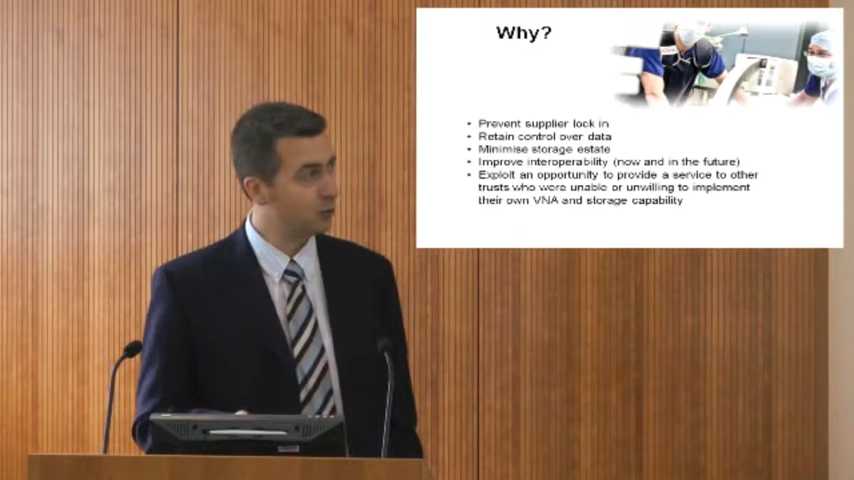 Why?
• Prevent supplier lock in
• Retain control over data
• Minimise storage estate
• Improve interoperability (now and in the future)
• Exploit an opportunity to provide a service to other
trusts who were unable or unwilling to implement
their own VNA and storage capability